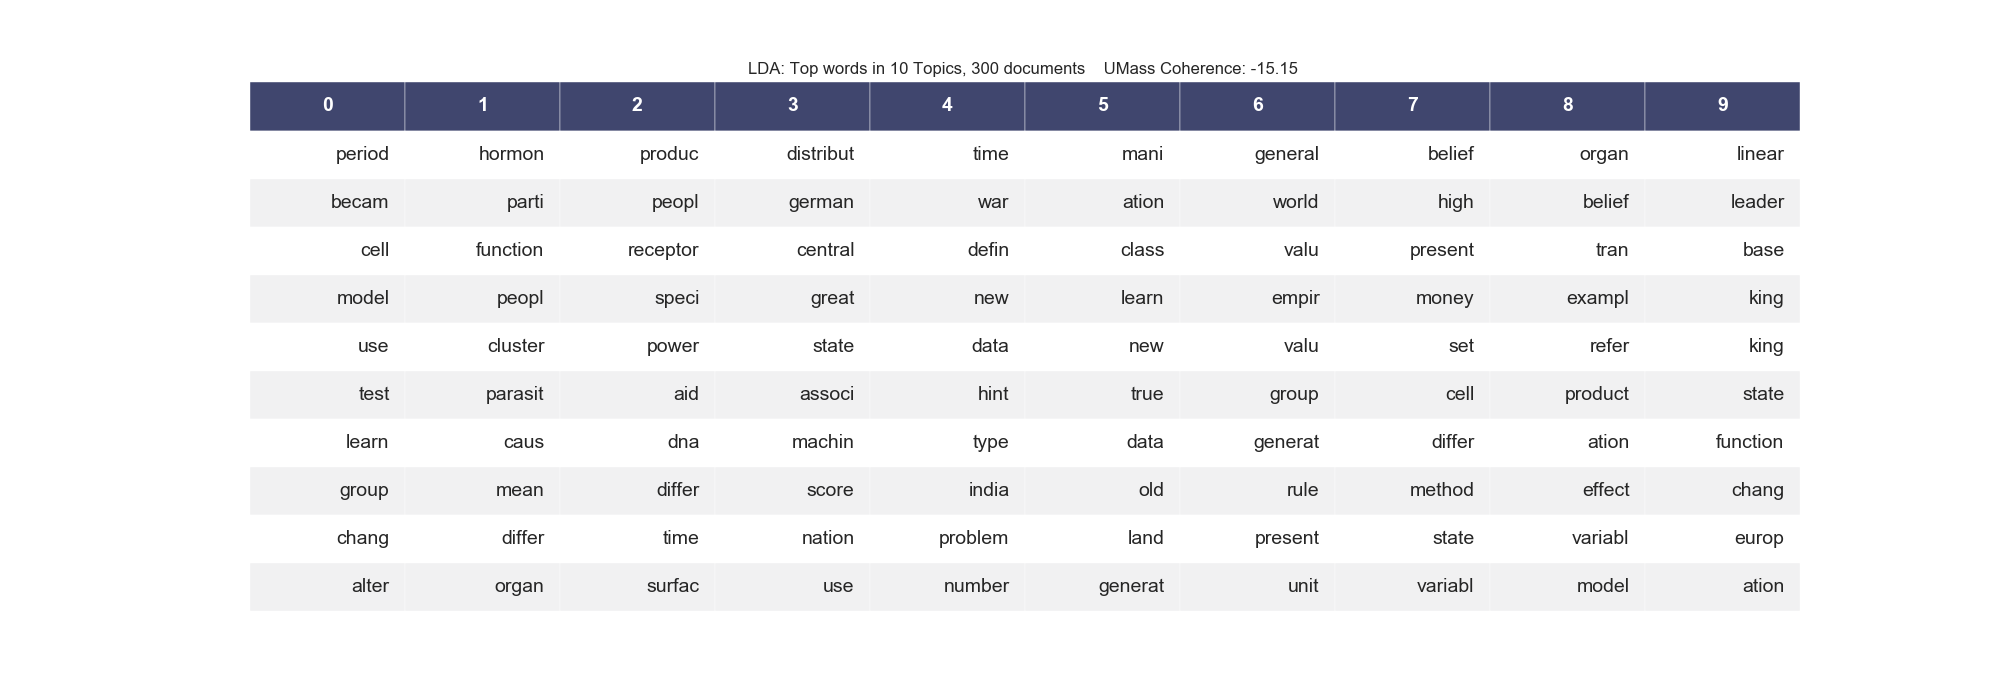 LDA: Top words in 10 Topics, 300 documents    UMass Coherence: -15.15
0 1 2 3 4 5 6 7 8 9
period hormon produc distribut time mani general belief organ linear
becam parti peopl german war ation world high belief leader
cell function receptor central defin class valu present tran base
model peopl speci great new learn empir money exampl king
use cluster power state data new valu set refer king
test parasit aid associ hint true group cell product state
learn caus dna machin type data generat differ ation function
group mean differ score india old rule method effect chang
chang differ time nation problem land present state variabl europ
alter organ surfac use number generat unit variabl model ation